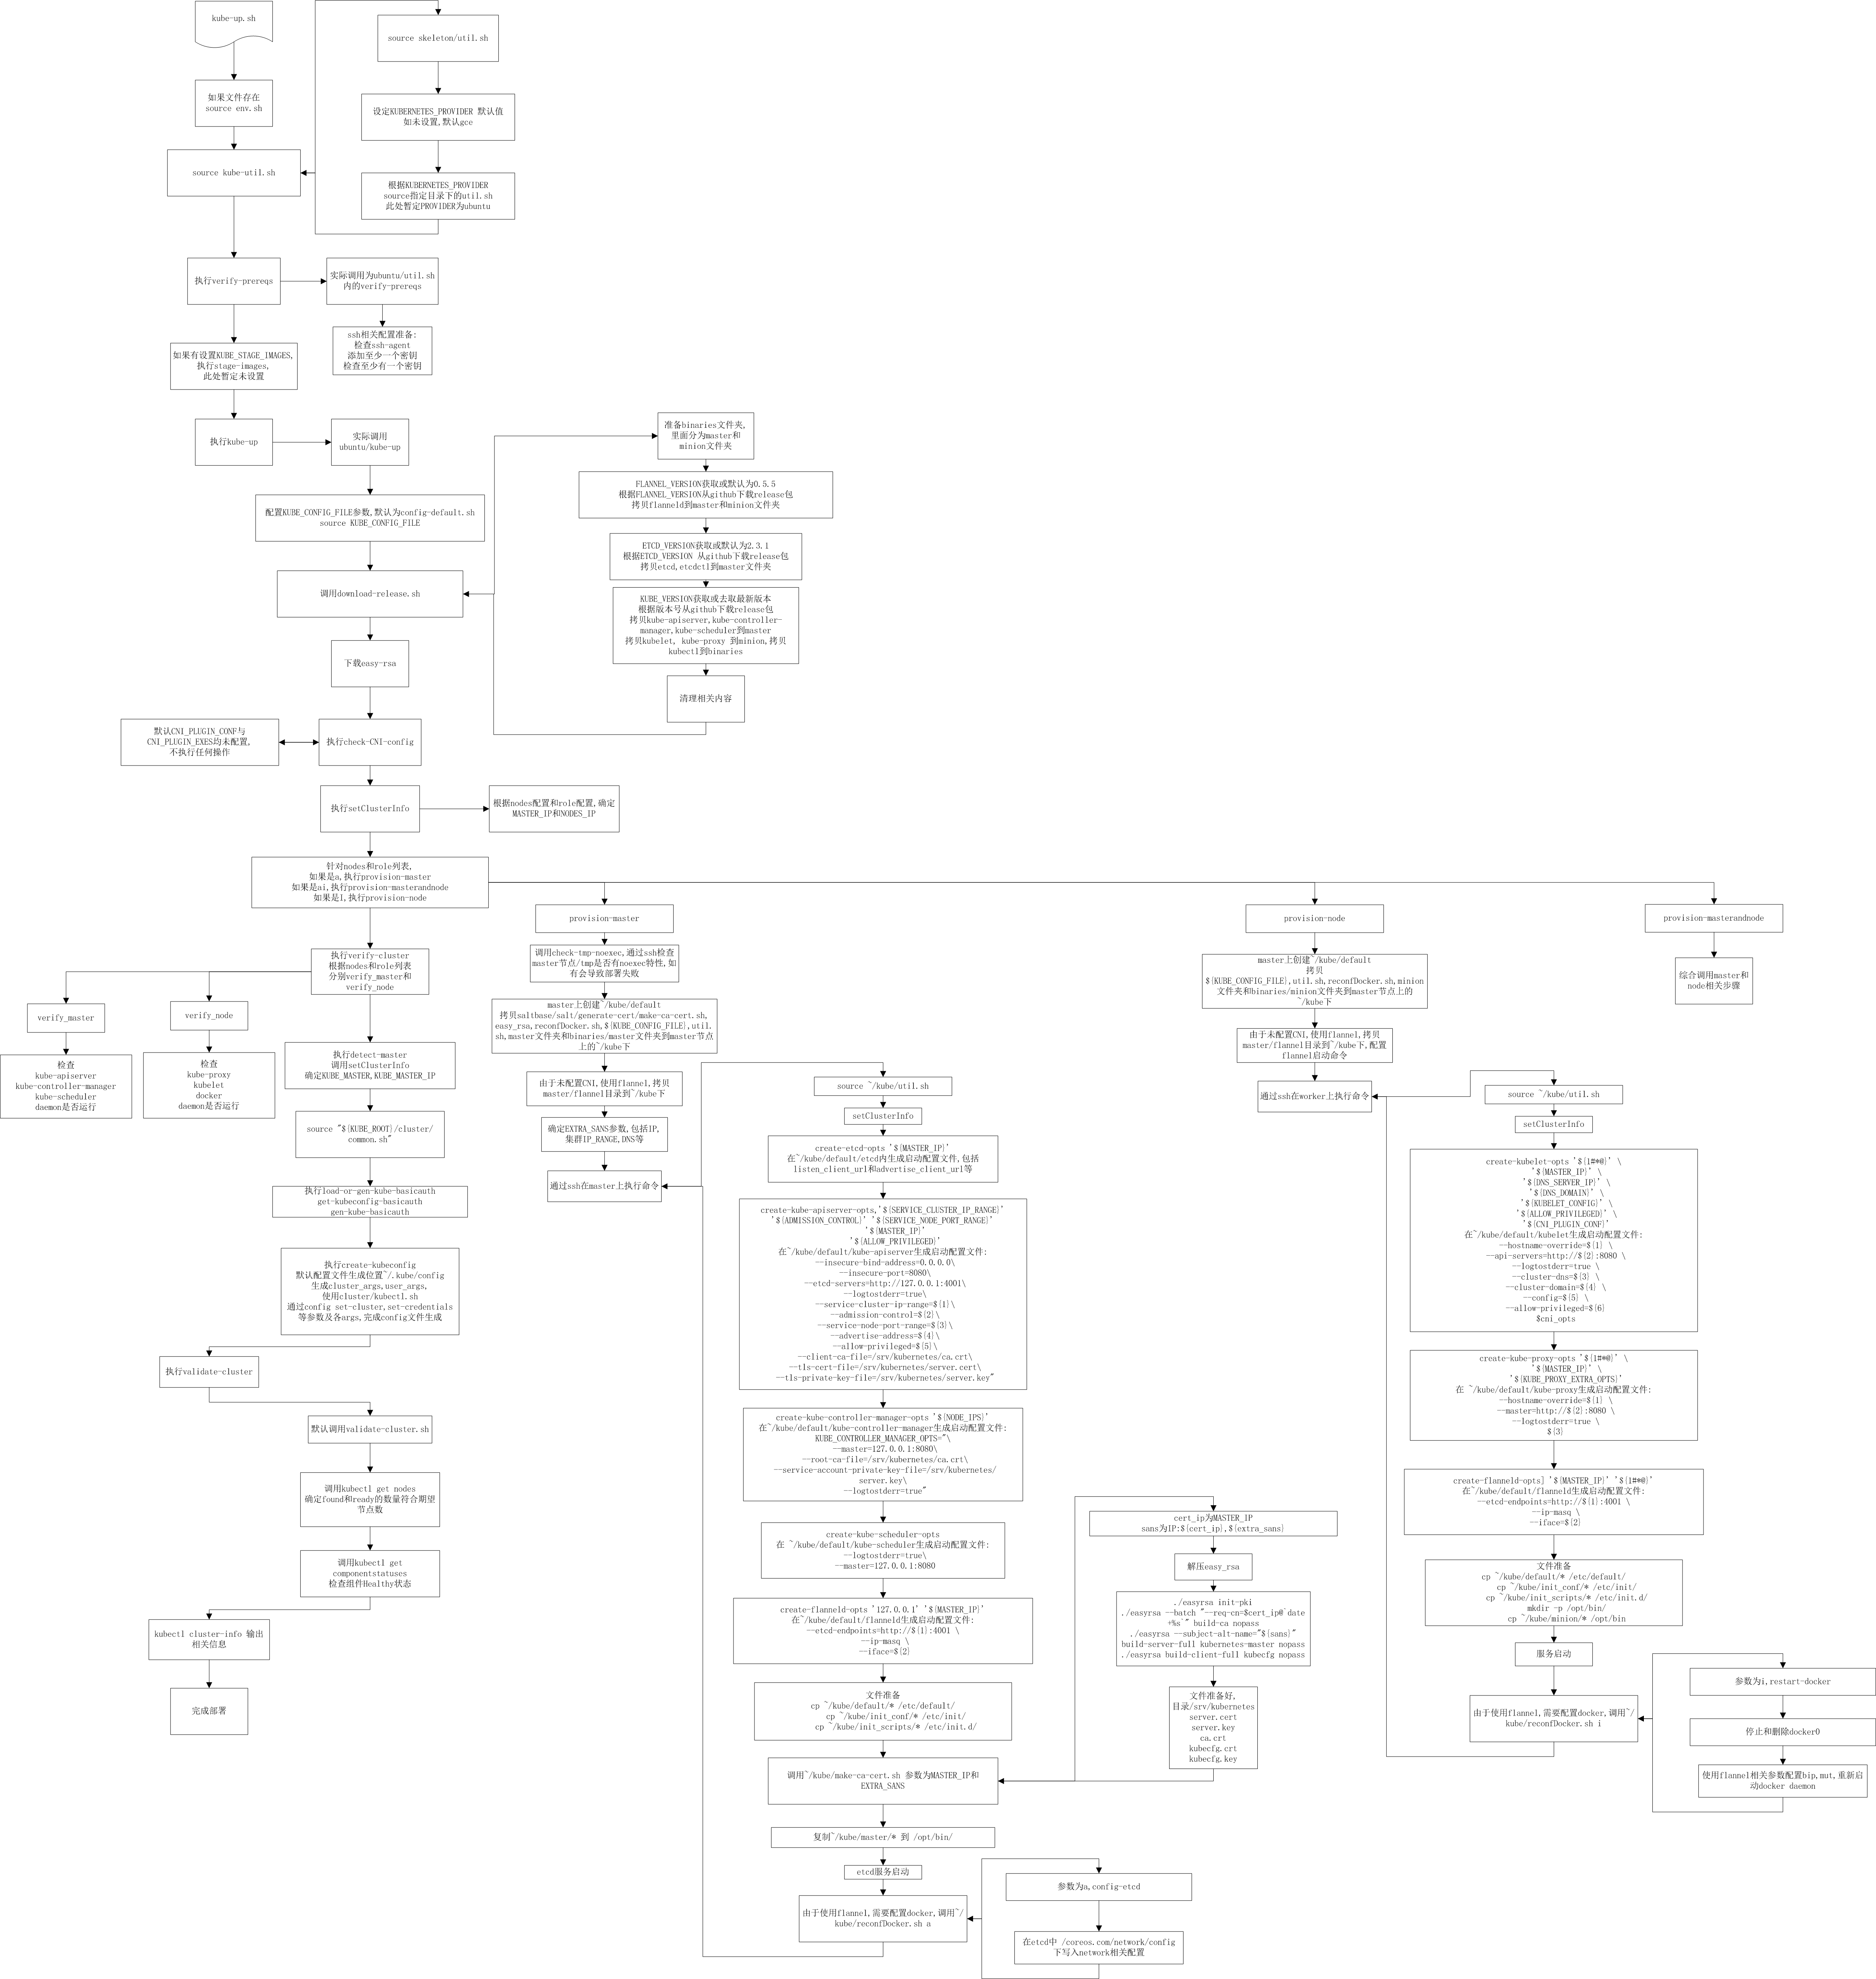 kube-up.sh
如果文件存在
source env.sh
source kube-util.sh
source skeleton/util.sh
设定KUBERNETES_PROVIDER 默认值
如未设置,默认gce
根据KUBERNETES_PROVIDER
source指定目录下的util.sh
此处暂定PROVIDER为ubuntu
执行verify-prereqs
实际调用为ubuntu/util.sh
内的verify-prereqs
ssh相关配置准备:
检查ssh-agent
添加至少一个密钥
检查至少有一个密钥
如果有设置KUBE_STAGE_IMAGES,
执行stage-images,
此处暂定未设置
执行kube-up
实际调用
ubuntu/kube-up
配置KUBE_CONFIG_FILE参数,默认为config-default.sh
source KUBE_CONFIG_FILE
调用download-release.sh
准备binaries文件夹,
里面分为master和
minion文件夹
FLANNEL_VERSION获取或默认为0.5.5
根据FLANNEL_VERSION从github下载release包
拷贝flanneld到master和minion文件夹
ETCD_VERSION获取或默认为2.3.1
根据ETCD_VERSION 从github下载release包
拷贝etcd,etcdctl到master文件夹
KUBE_VERSION获取或去取最新版本
根据版本号从github下载release包
拷贝kube-apiserver,kube-controller-
manager,kube-scheduler到master
拷贝kubelet, kube-proxy 到minion,拷贝
kubectl到binaries
清理相关内容
下载easy-rsa
执行check-CNI-config
默认CNI_PLUGIN_CONF与
CNI_PLUGIN_EXES均未配置,
不执行任何操作
执行setClusterInfo
根据nodes配置和role配置,确定
MASTER_IP和NODES_IP
针对nodes和role列表,
如果是a,执行provision-master
如果是ai,执行provision-masterandnode
如果是I,执行provision-node
执行verify-cluster
根据nodes和role列表
分别verify_master和
verify_node
verify_master
检查
kube-apiserver
kube-controller-manager
kube-scheduler
daemon是否运行
verify_node
检查
kube-proxy
kubelet
docker
daemon是否运行
执行detect-master
调用setClusterInfo
确定KUBE_MASTER,KUBE_MASTER_IP
source "${KUBE_ROOT}/cluster/
common.sh"
执行load-or-gen-kube-basicauth
get-kubeconfig-basicauth
gen-kube-basicauth
执行create-kubeconfig
默认配置文件生成位置~/.kube/config
生成cluster_args,user_args,
使用cluster/kubectl.sh
通过config set-cluster,set-credentials
等参数及各args,完成config文件生成
执行validate-cluster
默认调用validate-cluster.sh
调用kubectl get nodes
确定found和ready的数量符合期望
节点数
调用kubectl get
componentstatuses
检查组件Healthy状态
kubectl cluster-info 输出
相关信息
完成部署
provision-master
调用check-tmp-noexec,通过ssh检查
master节点/tmp是否有noexec特性,如
有会导致部署失败
master上创建~/kube/default
拷贝saltbase/salt/generate-cert/make-ca-cert.sh,
easy_rsa,reconfDocker.sh,${KUBE_CONFIG_FILE},util.
sh,master文件夹和binaries/master文件夹到master节点
上的~/kube下
由于未配置CNI,使用flannel,拷贝
master/flannel目录到~/kube下
确定EXTRA_SANS参数,包括IP,
集群IP_RANGE,DNS等
通过ssh在master上执行命令
source ~/kube/util.sh
setClusterInfo
create-etcd-opts '${MASTER_IP}'
在~/kube/default/etcd内生成启动配置文件,包括
listen_client_url和advertise_client_url等
create-kube-apiserver-opts,'${SERVICE_CLUSTER_IP_RANGE}'
'${ADMISSION_CONTROL}' '${SERVICE_NODE_PORT_RANGE}'
'${MASTER_IP}'
'${ALLOW_PRIVILEGED}'
在~/kube/default/kube-apiserver生成启动配置文件:
--insecure-bind-address=0.0.0.0\
--insecure-port=8080\
--etcd-servers=http://127.0.0.1:4001\
--logtostderr=true\
--service-cluster-ip-range=${1}\
--admission-control=${2}\
--service-node-port-range=${3}\
--advertise-address=${4}\
--allow-privileged=${5}\
--client-ca-file=/srv/kubernetes/ca.crt\
--tls-cert-file=/srv/kubernetes/server.cert\
--tls-private-key-file=/srv/kubernetes/server.key"
create-kube-controller-manager-opts '${NODE_IPS}'
在~/kube/default/kube-controller-manager生成启动配置文件:
KUBE_CONTROLLER_MANAGER_OPTS="\
--master=127.0.0.1:8080\
--root-ca-file=/srv/kubernetes/ca.crt\
--service-account-private-key-file=/srv/kubernetes/
server.key\
--logtostderr=true"
create-kube-scheduler-opts
在 ~/kube/default/kube-scheduler生成启动配置文件:
--logtostderr=true\
--master=127.0.0.1:8080
create-flanneld-opts '127.0.0.1' '${MASTER_IP}'
在~/kube/default/flanneld生成启动配置文件:
--etcd-endpoints=http://${1}:4001 \
--ip-masq \
--iface=${2}
文件准备
cp ~/kube/default/* /etc/default/
cp ~/kube/init_conf/* /etc/init/
cp ~/kube/init_scripts/* /etc/init.d/
调用~/kube/make-ca-cert.sh 参数为MASTER_IP和
EXTRA_SANS
复制~/kube/master/* 到 /opt/bin/
etcd服务启动
由于使用flannel,需要配置docker,调用~/
kube/reconfDocker.sh a
参数为a,config-etcd
在etcd中 /coreos.com/network/config
下写入network相关配置
cert_ip为MASTER_IP
sans为IP:${cert_ip},${extra_sans}
解压easy_rsa
./easyrsa init-pki
./easyrsa --batch "--req-cn=$cert_ip@`date
+%s`" build-ca nopass
./easyrsa --subject-alt-name="${sans}"
build-server-full kubernetes-master nopass
./easyrsa build-client-full kubecfg nopass
文件准备好,
目录/srv/kubernetes
server.cert
server.key
ca.crt
kubecfg.crt
kubecfg.key
provision-node
master上创建~/kube/default
拷贝
${KUBE_CONFIG_FILE},util.sh,reconfDocker.sh,minion
文件夹和binaries/minion文件夹到master节点上的
~/kube下
由于未配置CNI,使用flannel,拷贝
master/flannel目录到~/kube下,配置
flannel启动命令
通过ssh在worker上执行命令
source ~/kube/util.sh
setClusterInfo
create-kubelet-opts '${1#*@}' \
'${MASTER_IP}' \
'${DNS_SERVER_IP}' \
'${DNS_DOMAIN}' \
'${KUBELET_CONFIG}' \
'${ALLOW_PRIVILEGED}' \
'${CNI_PLUGIN_CONF}'
在~/kube/default/kubelet生成启动配置文件:
--hostname-override=${1} \
--api-servers=http://${2}:8080 \
--logtostderr=true \
--cluster-dns=${3} \
--cluster-domain=${4} \
--config=${5} \
--allow-privileged=${6}
$cni_opts
create-kube-proxy-opts '${1#*@}' \
'${MASTER_IP}' \
'${KUBE_PROXY_EXTRA_OPTS}'
在 ~/kube/default/kube-proxy生成启动配置文件:
--hostname-override=${1} \
--master=http://${2}:8080 \
--logtostderr=true \
${3}
create-flanneld-opts] '${MASTER_IP}' '${1#*@}'
在~/kube/default/flanneld生成启动配置文件:
--etcd-endpoints=http://${1}:4001 \
--ip-masq \
--iface=${2}
文件准备
cp ~/kube/default/* /etc/default/
cp ~/kube/init_conf/* /etc/init/
cp ~/kube/init_scripts/* /etc/init.d/
mkdir -p /opt/bin/
cp ~/kube/minion/* /opt/bin
服务启动
由于使用flannel,需要配置docker,调用~/
kube/reconfDocker.sh i
参数为i,restart-docker
停止和删除docker0
使用flannel相关参数配置bip,mut,重新启
动docker daemon
provision-masterandnode
综合调用master和
node相关步骤